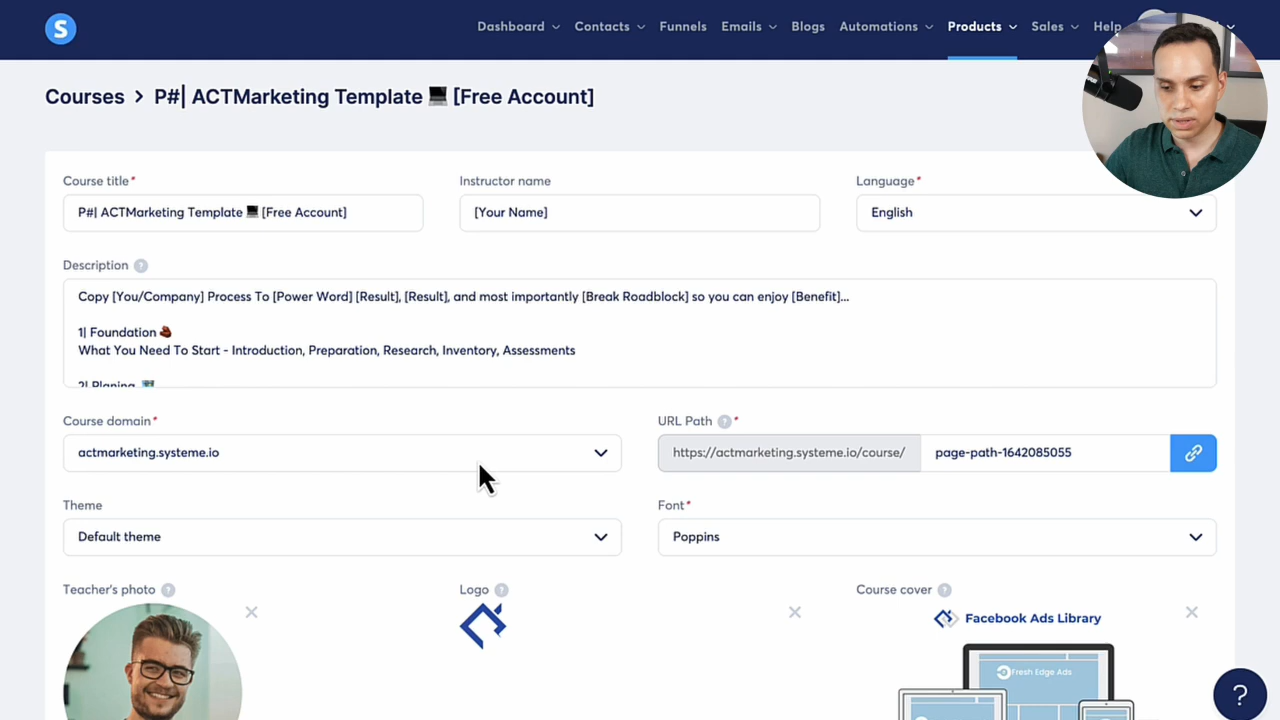 S
Dashboard Contacts Funnels Emails Blogs Automations Products Sales Help
Courses > P#| ACTMarketing Template 💻 [Free Account]
Course title* Instructor name Language*
P#| ACTMarketing Template 💻 [Free Account] [Your Name] English
Description ?
Copy [You/Company] Process To [Power Word] [Result], [Result], and most importantly [Break Roadblock] so you can enjoy [Benefit]...
1| Foundation 🧱
What You Need To Start - Introduction, Preparation, Research, Inventory, Assessments
2| Planing 🗺️
Course domain* URL Path ? *
actmarketing.systeme.io https://actmarketing.systeme.io/course/ page-path-1642085055
Theme Font*
Default theme Poppins
Teacher's photo ? Logo ? Course cover ?
Facebook Ads Library
Fresh Edge Ads
?